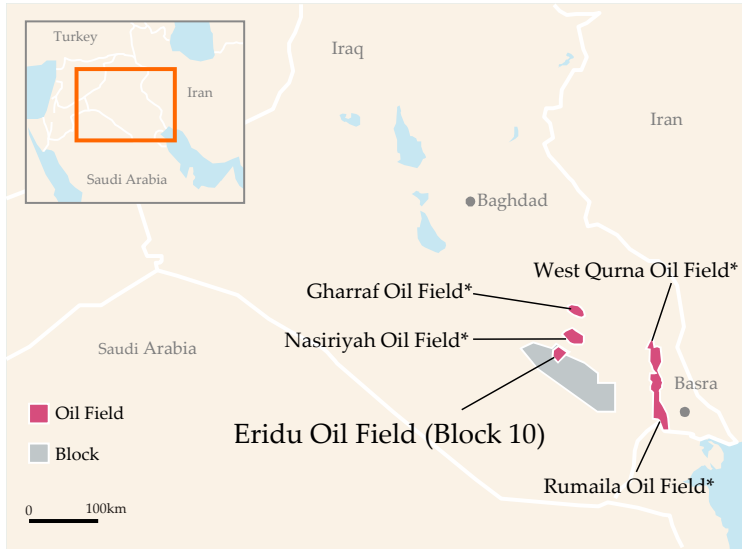 Turkey
Iran
Saudi Arabia
Iraq
Iran
Baghdad
West Qurna Oil Field*
Gharraf Oil Field*
Nasiriyah Oil Field*
Saudi Arabia
Basra
Oil Field
Eridu Oil Field (Block 10)
Block
Rumaila Oil Field*
0 100km